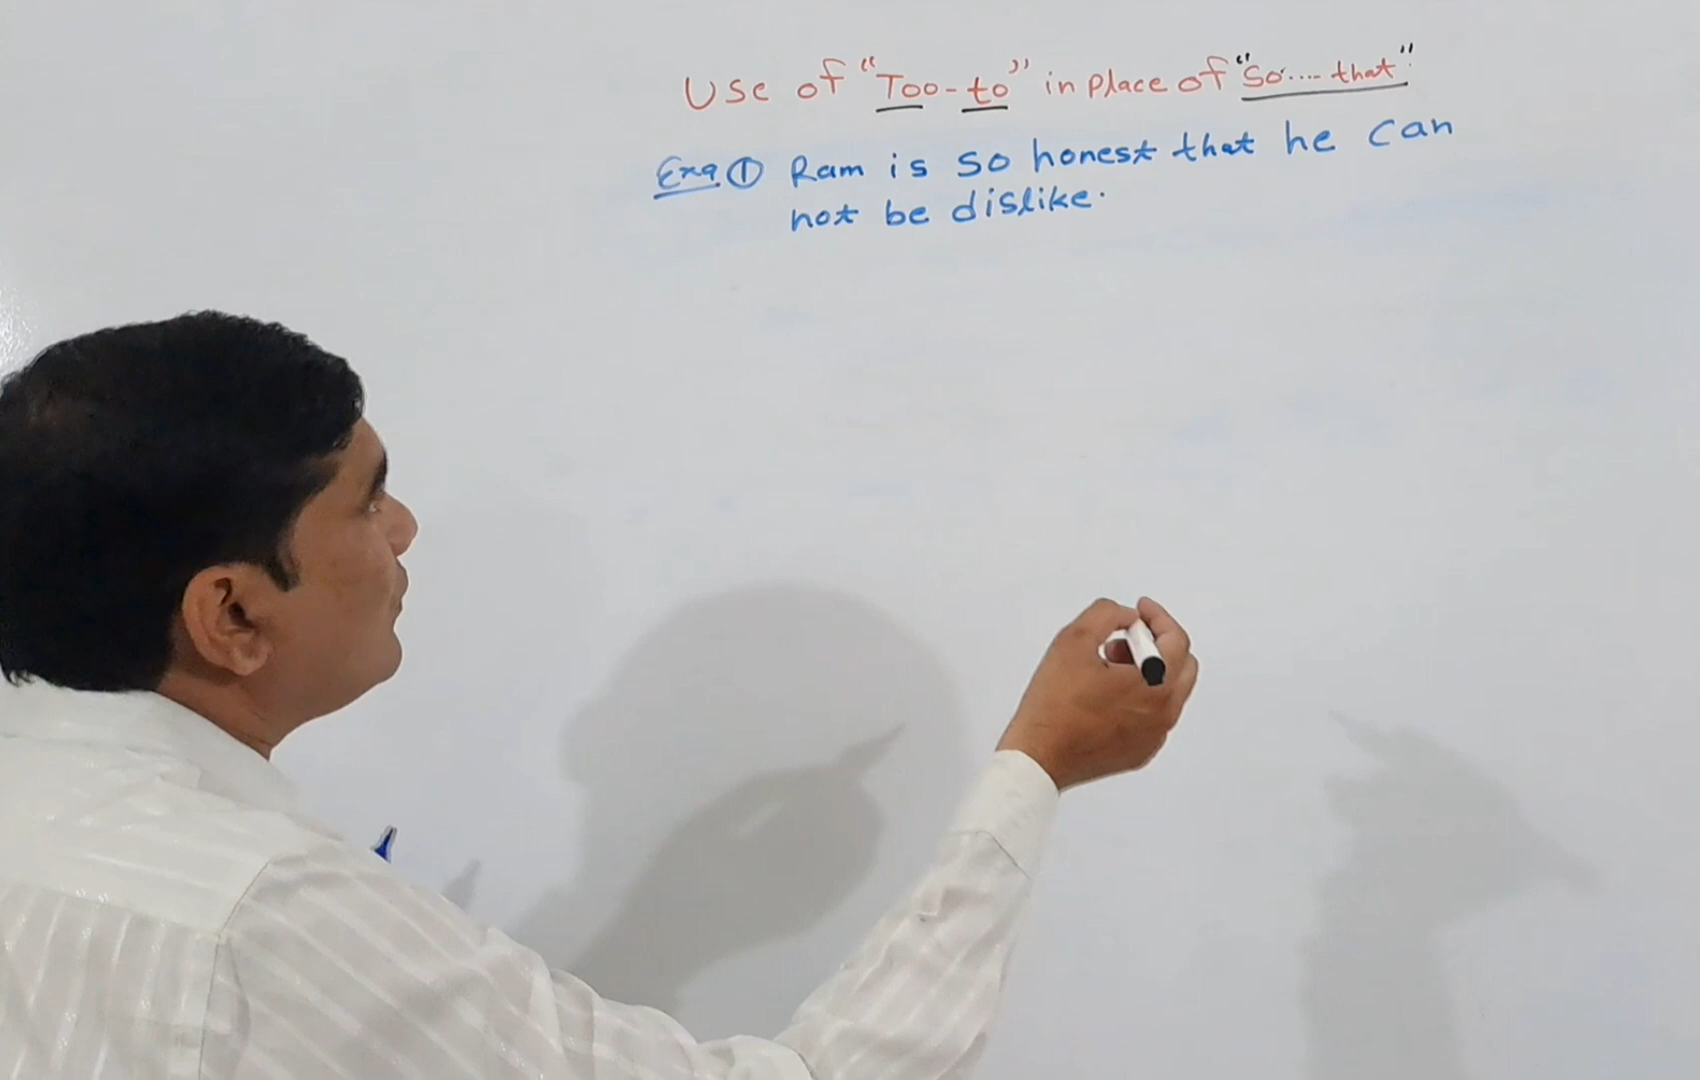 Use of "Too-to" in place of "So.... that"
Exa ① Ram is so honest that he can
not be dislike.